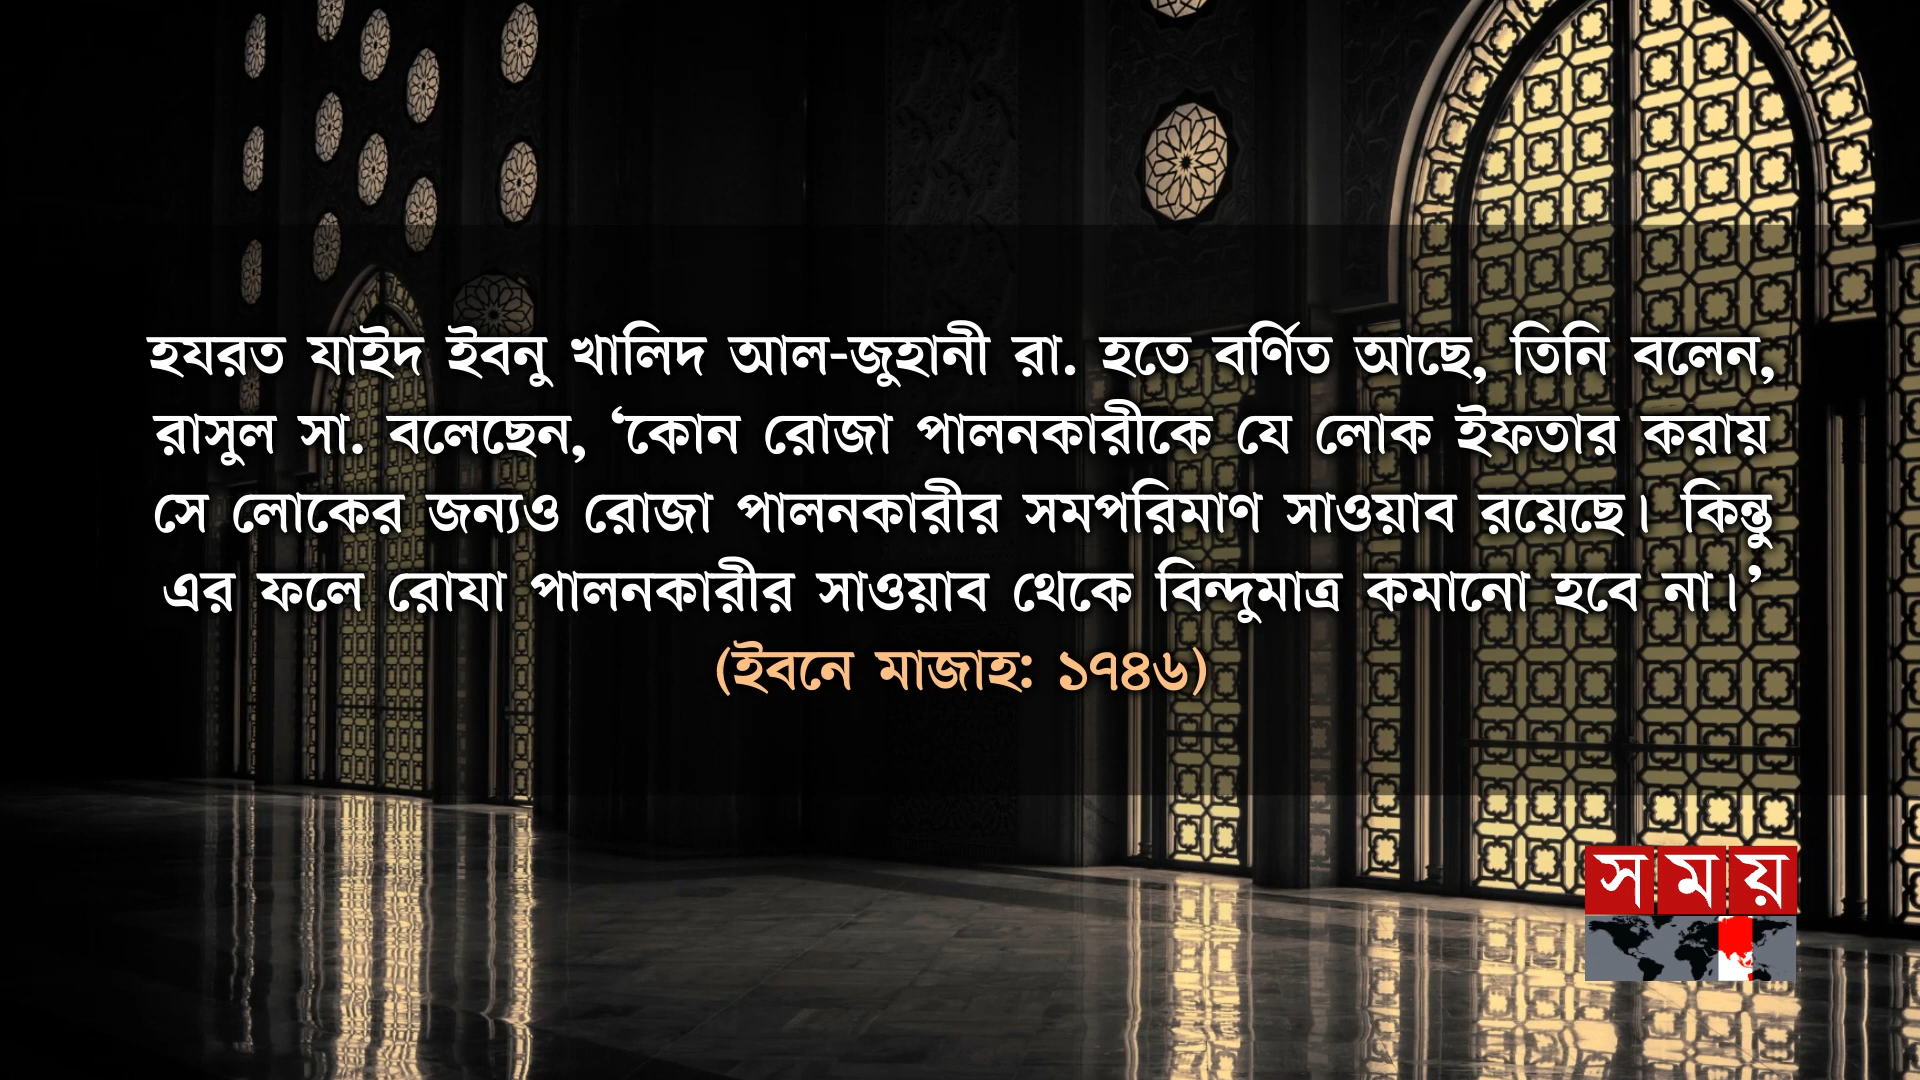 হযরত যাইদ ইবনু খালিদ আল-জুহানী রা. হতে বর্ণিত আছে, তিনি বলেন,
রাসুল সা. বলেছেন, ‘কোন রোজা পালনকারীকে যে লোক ইফতার করায়
সে লোকের জন্যও রোজা পালনকারীর সমপরিমাণ সাওয়াব রয়েছে। কিন্তু
এর ফলে রোযা পালনকারীর সাওয়াব থেকে বিন্দুমাত্র কমানো হবে না।’
(ইবনে মাজাহ: ১৭৪৬)
সময়